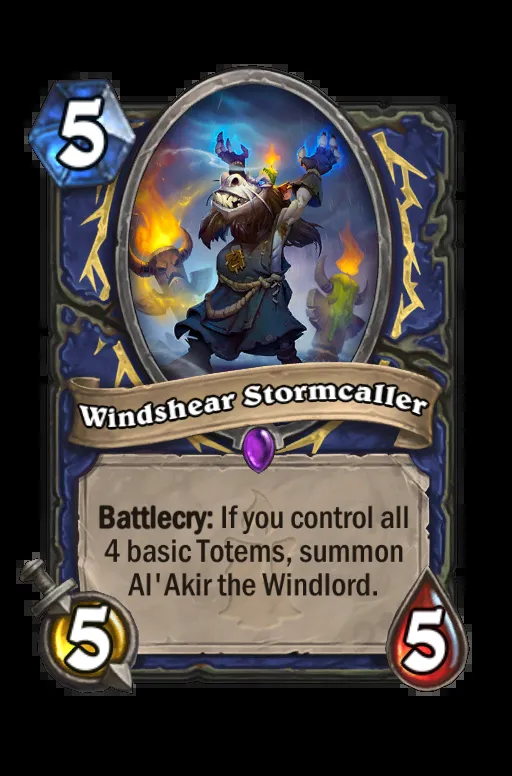 5
Windshear Stormcaller
Battlecry: If you control all
4 basic Totems, summon
Al'Akir the Windlord.
5
5